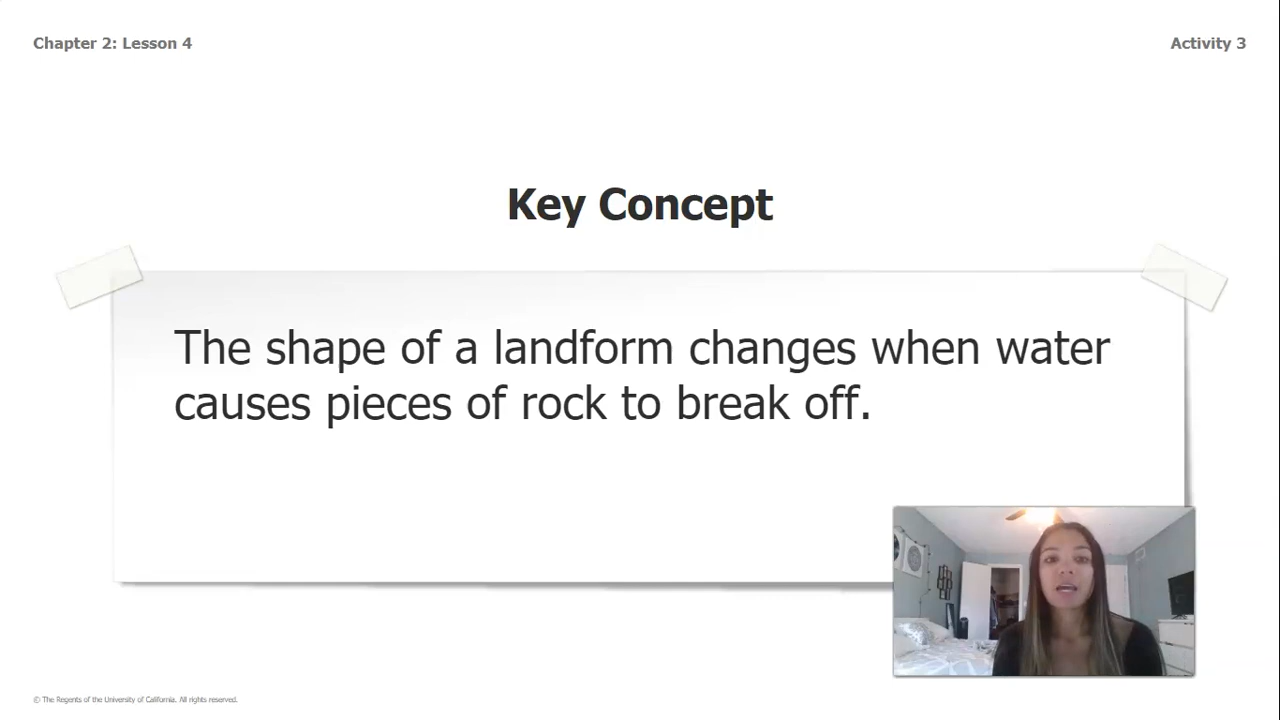 Chapter 2: Lesson 4
Activity 3
Key Concept
The shape of a landform changes when water
causes pieces of rock to break off.
© The Regents of the University of California. All rights reserved.